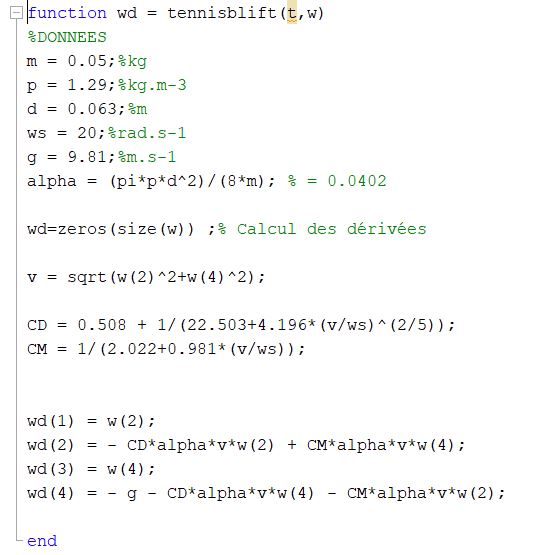 function wd = tennisblift(t,w)
%DONNEES
m = 0.05;%kg
p = 1.29;%kg.m-3
d = 0.063;%m
ws = 20;%rad.s-1
g = 9.81;%m.s-1
alpha = (pi*p*d^2)/(8*m); % = 0.0402
wd=zeros(size(w)) ;% Calcul des dérivées
v = sqrt(w(2)^2+w(4)^2);
CD = 0.508 + 1/(22.503+4.196*(v/ws)^(2/5));
CM = 1/(2.022+0.981*(v/ws));
wd(1) = w(2);
wd(2) = - CD*alpha*v*w(2) + CM*alpha*v*w(4);
wd(3) = w(4);
wd(4) = - g - CD*alpha*v*w(4) - CM*alpha*v*w(2);
end